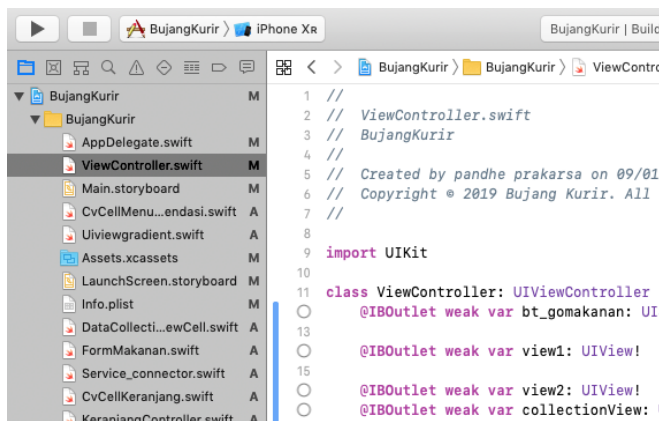 BujangKurir 〉 iPhone XR
BujangKurir | Build
BujangKurir M
BujangKurir
AppDelegate.swift M
ViewController.swift M
Main.storyboard M
CvCellMenu...endasi.swift A
Uiviewgradient.swift A
Assets.xcassets M
LaunchScreen.storyboard M
Info.plist M
DataCollecti...ewCell.swift A
FormMakanan.swift A
Service_connector.swift A
CvCellKeranjang.swift A
KeranjangController.swift A
BujangKurir 〉 BujangKurir 〉 ViewContro
1 //
2 // ViewController.swift
3 // BujangKurir
4 //
5 // Created by pandhe prakarsa on 09/01
6 // Copyright © 2019 Bujang Kurir. All
7 //
8
9 import UIKit
10
11 class ViewController: UIViewController
@IBOutlet weak var bt_gomakanan: UI
13
@IBOutlet weak var view1: UIView!
15
@IBOutlet weak var view2: UIView!
@IBOutlet weak var collectionView: